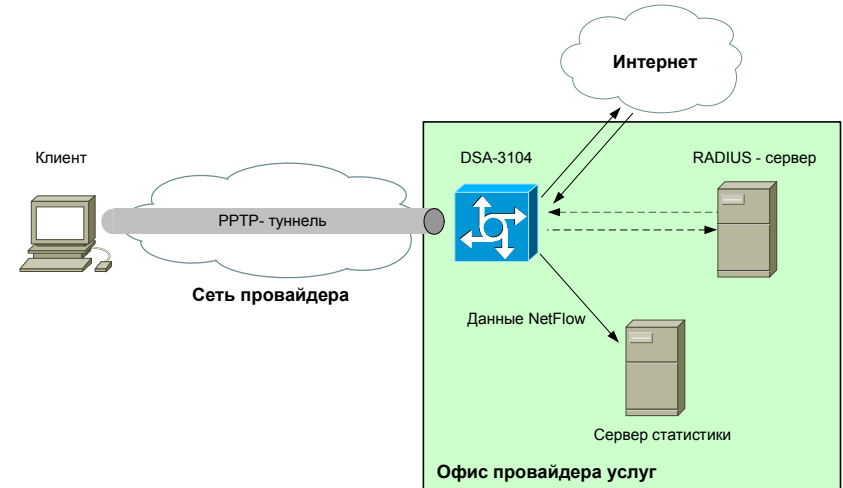 Интернет
Клиент
DSA-3104
RADIUS - сервер
PPTP- туннель
Сеть провайдера
Данные NetFlow
Сервер статистики
Офис провайдера услуг